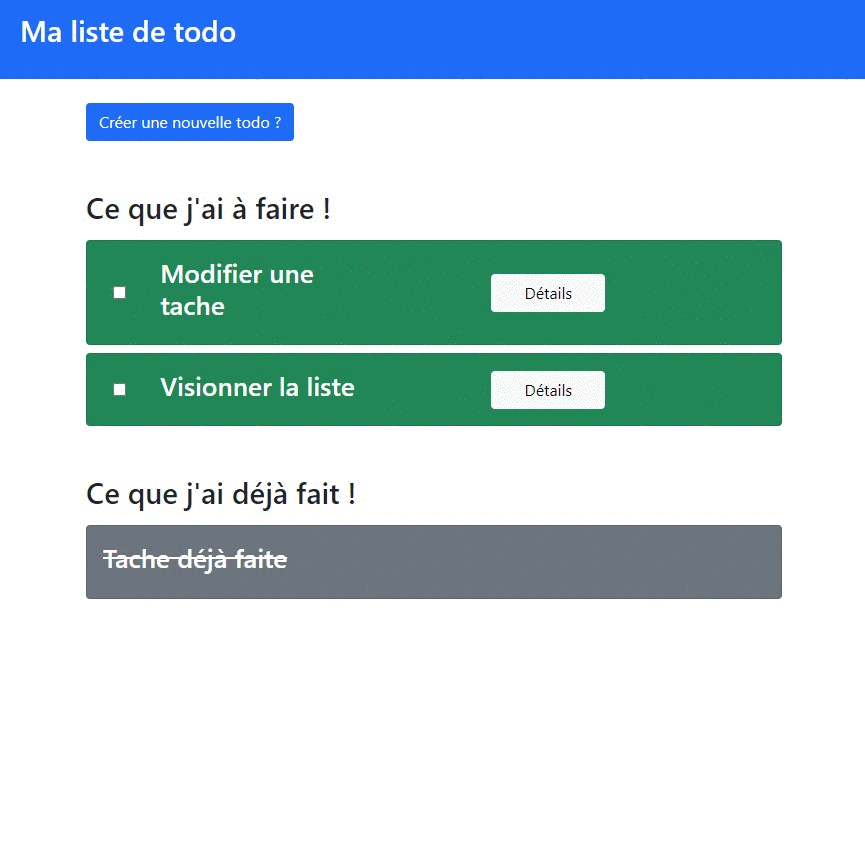 Ma liste de todo
Créer une nouvelle todo ?
Ce que j'ai à faire !
Modifier une
tache
Détails
Visionner la liste
Détails
Ce que j'ai déjà fait !
Tache déjà faite